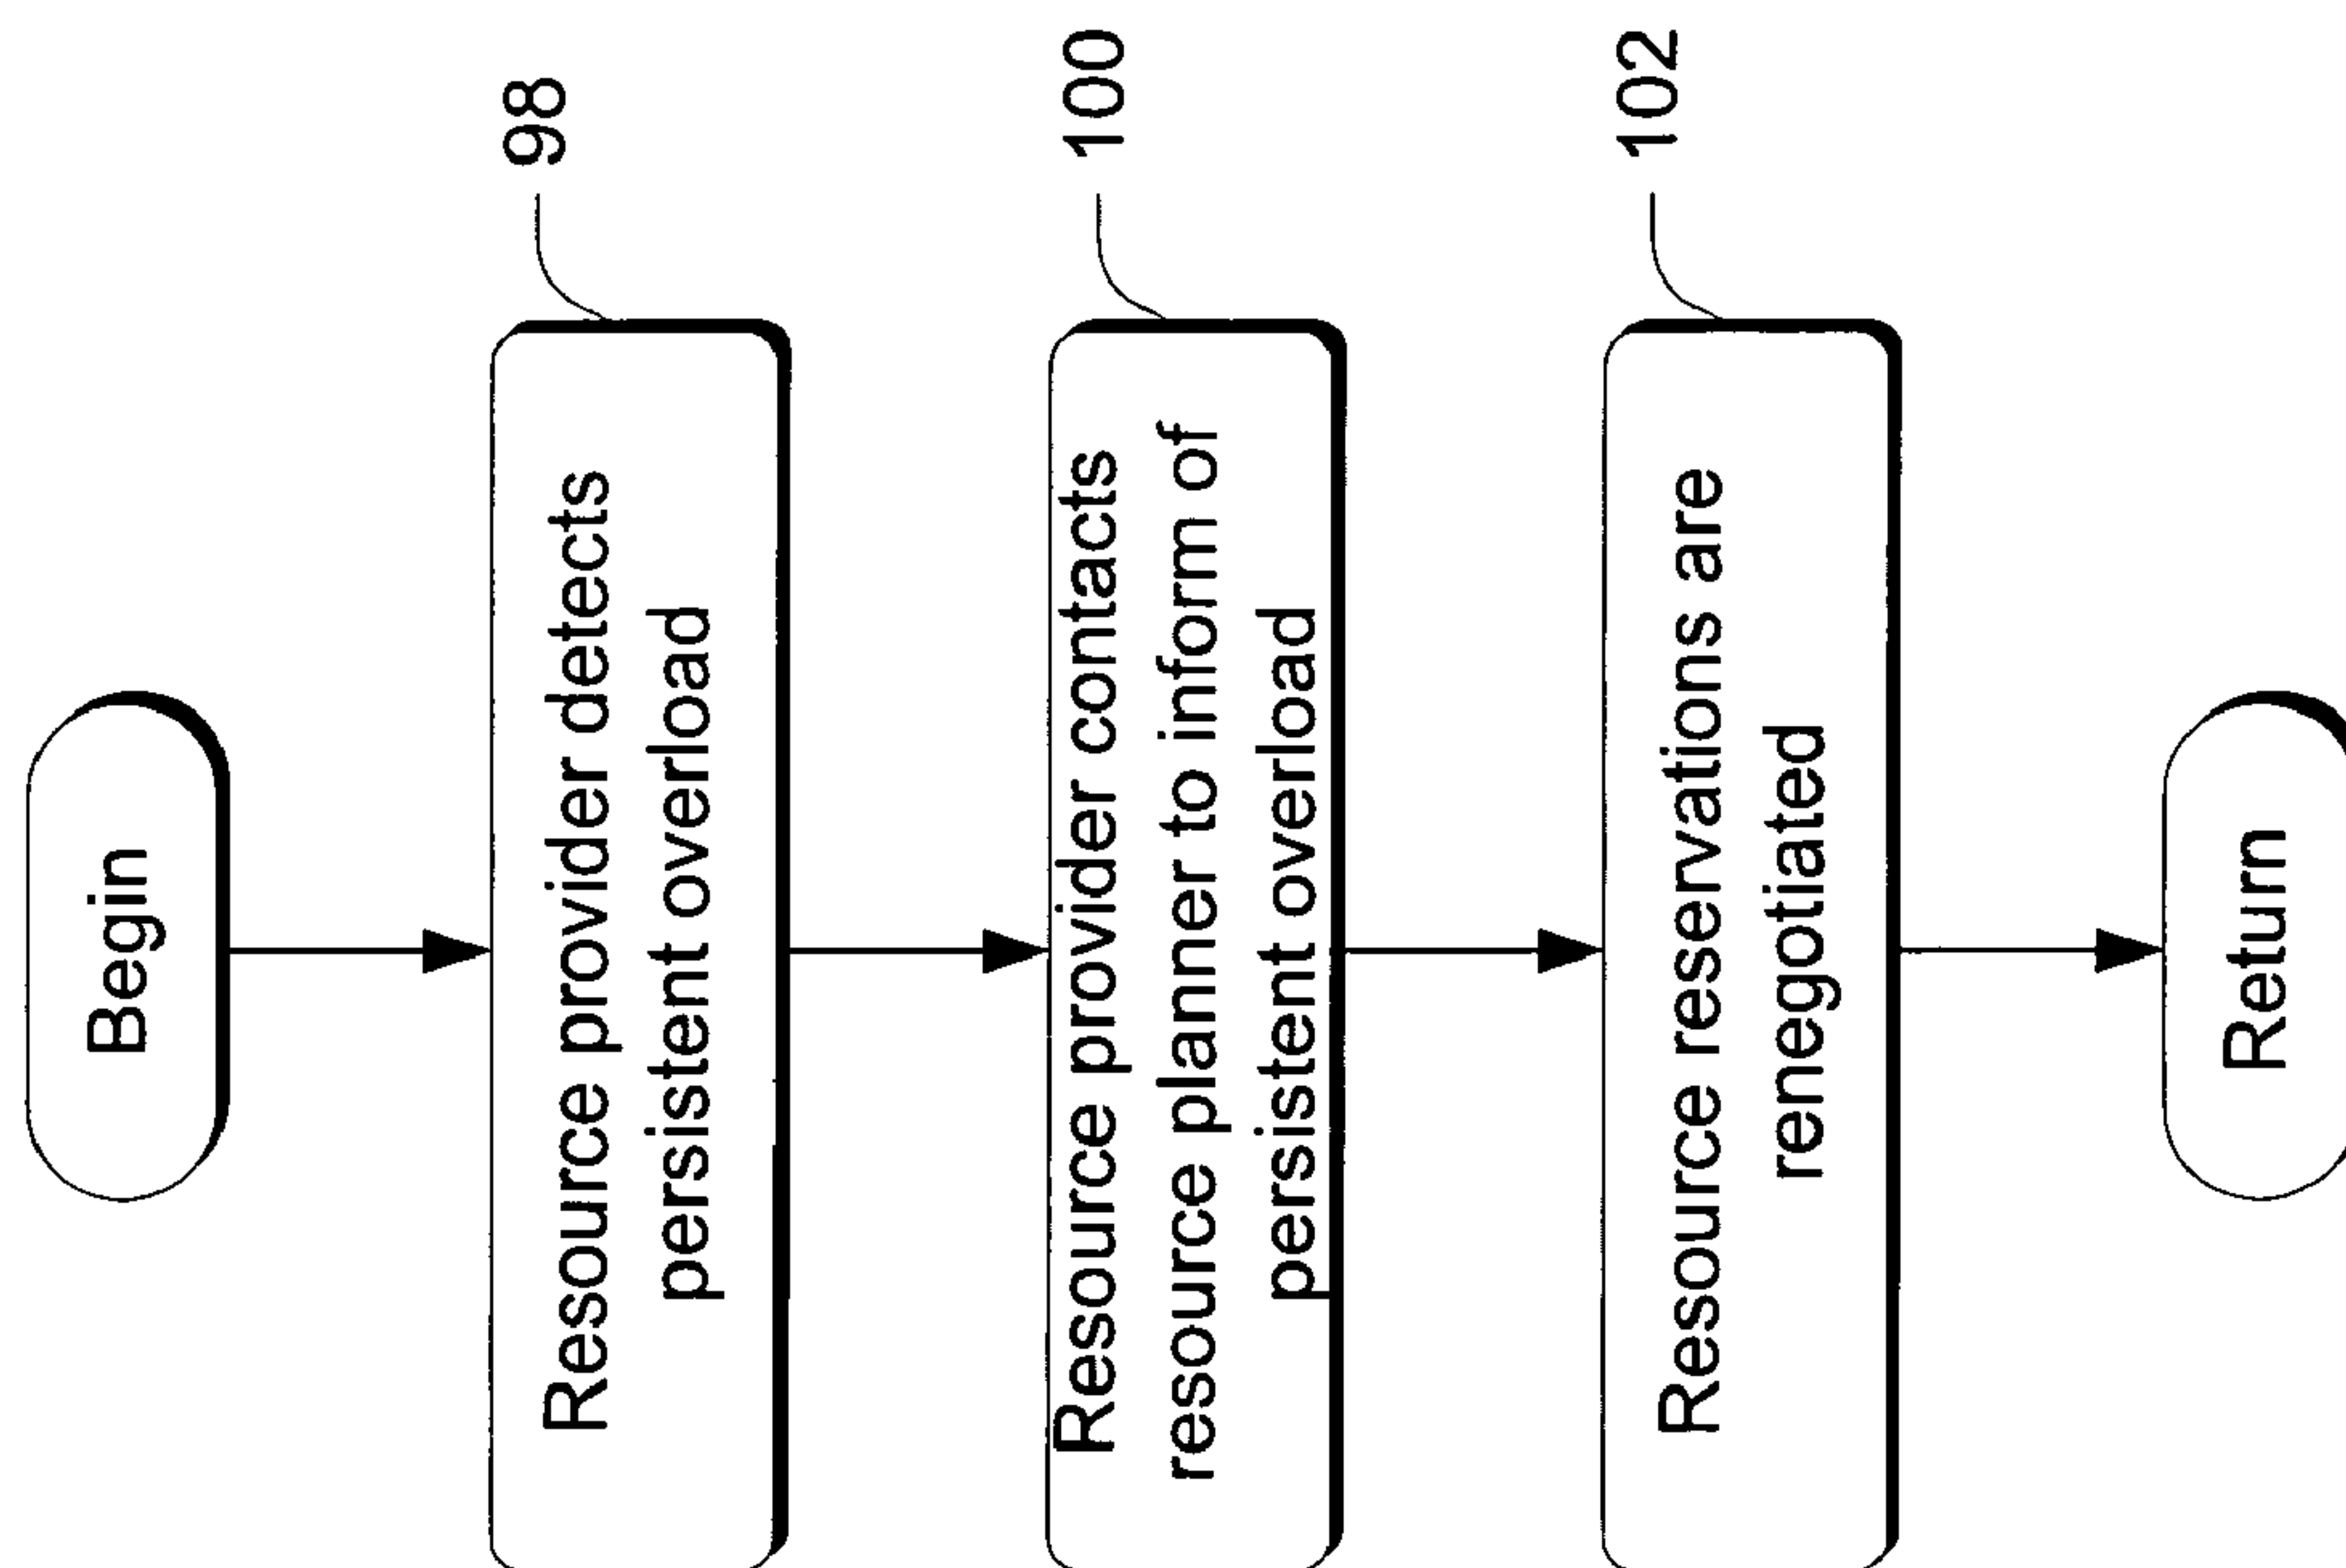 Begin
Resource provider detects
persistent overload
98
Resource provider contacts
resource planner to inform of
persistent overload
100
Resource reservations are
renegotiated
102
Return